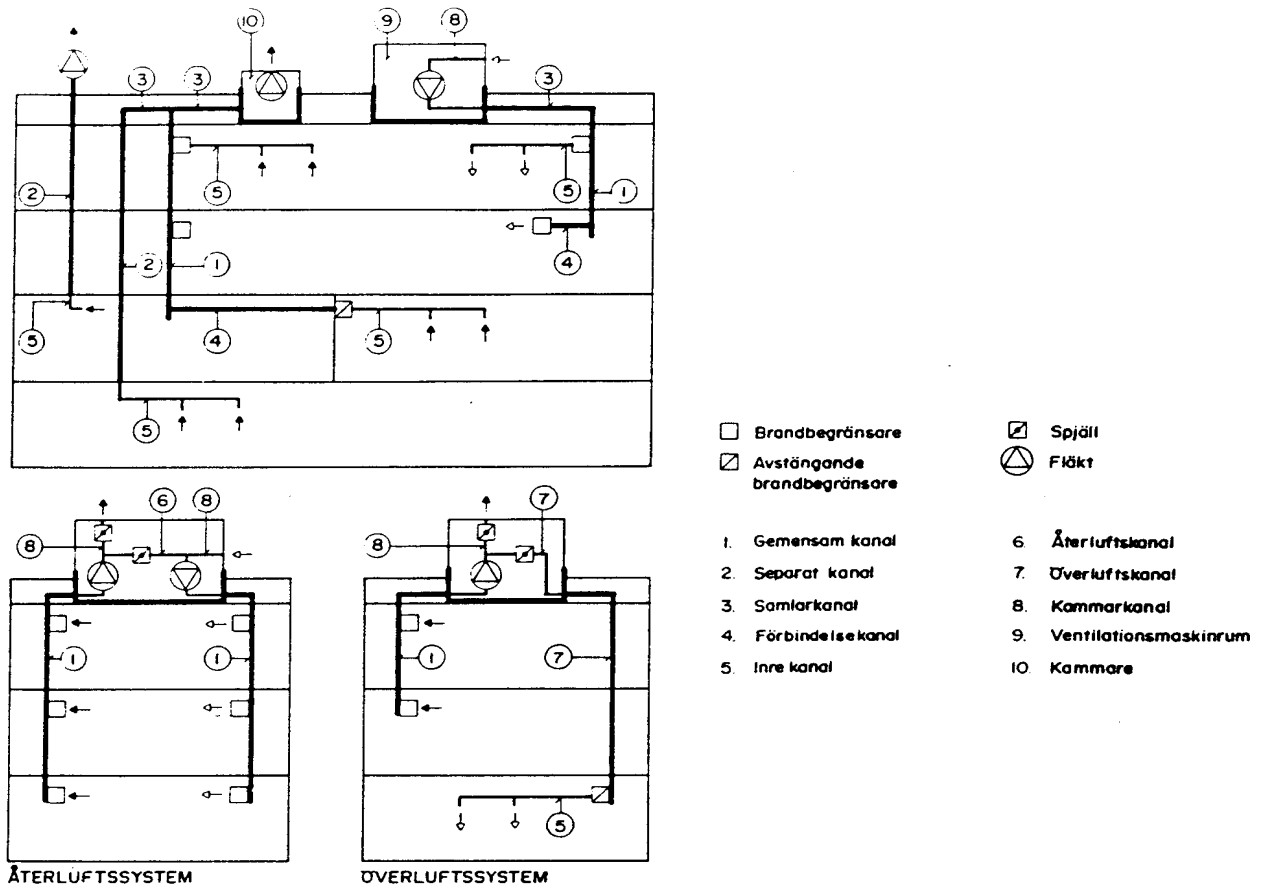 10 9 8
3 3 3
5 5
2 1
2 1 4
5 4 5
5
Brandbegränsare
Avstängande
brandbegränsare
Spjäll
Fläkt
1. Gemensam kanal
2. Separat kanal
3. Samlarkanal
4. Förbindelsekanal
5. Inre kanal
6. Återluftskanal
7. Överluftskanal
8. Kammarkanal
9. Ventilationsmaskinrum
10. Kammare
6 8
8
1 1
ÅTERLUFTSSYSTEM
7
8
1 7
5
ÖVERLUFTSSYSTEM